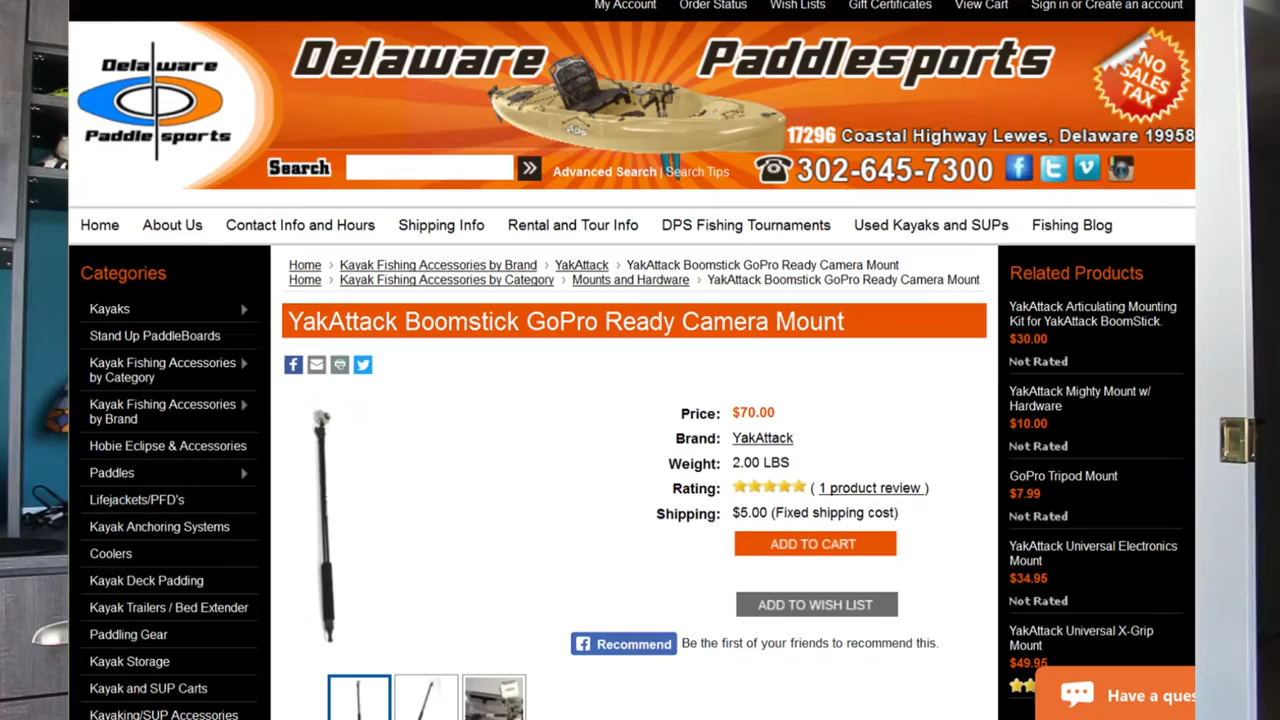 My Account Order Status Wish Lists Gift Certificates View Cart Sign in or Create an account
Delaware
Paddle sports
Delaware Paddlesports
NO
SALES
TAX
17296 Coastal Highway Lewes, Delaware 19958
Search
Advanced Search | Search Tips
302-645-7300
Home About Us Contact Info and Hours Shipping Info Rental and Tour Info DPS Fishing Tournaments Used Kayaks and SUPs Fishing Blog
Categories
Kayaks
Stand Up PaddleBoards
Kayak Fishing Accessories
by Category
Kayak Fishing Accessories
by Brand
Hobie Eclipse & Accessories
Paddles
Lifejackets/PFD's
Kayak Anchoring Systems
Coolers
Kayak Deck Padding
Kayak Trailers / Bed Extender
Paddling Gear
Kayak Storage
Kayak and SUP Carts
Kayaking/SUP Accessories
Home › Kayak Fishing Accessories by Brand › YakAttack › YakAttack Boomstick GoPro Ready Camera Mount
Home › Kayak Fishing Accessories by Category › Mounts and Hardware › YakAttack Boomstick GoPro Ready Camera Mount
YakAttack Boomstick GoPro Ready Camera Mount
Price: $70.00
Brand: YakAttack
Weight: 2.00 LBS
Rating: ( 1 product review )
Shipping: $5.00 (Fixed shipping cost)
ADD TO CART
ADD TO WISH LIST
Recommend Be the first of your friends to recommend this.
Related Products
YakAttack Articulating Mounting
Kit for YakAttack BoomStick.
$30.00
Not Rated
YakAttack Mighty Mount w/
Hardware
$10.00
Not Rated
GoPro Tripod Mount
$7.99
Not Rated
YakAttack Universal Electronics
Mount
$34.95
Not Rated
YakAttack Universal X-Grip
Mount
$49.95
Have a ques